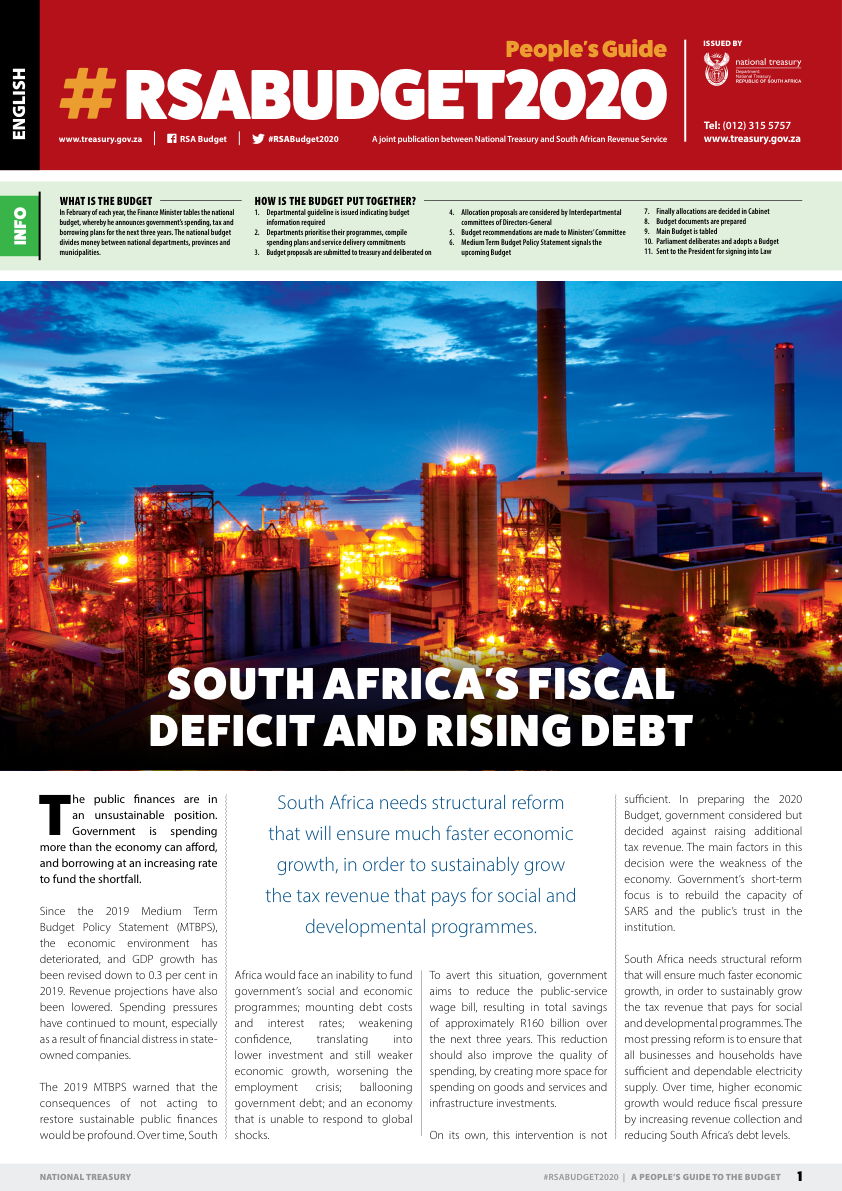 ENGLISH
People's Guide
#RSABUDGET2020
www.treasury.gov.za
RSA Budget
#RSABudget2020
A joint publication between National Treasury and South African Revenue Service
ISSUED BY
national treasury
Department:
National Treasury
REPUBLIC OF SOUTH AFRICA
Tel: (012) 315 5757
www.treasury.gov.za
INFO
WHAT IS THE BUDGET
In February of each year, the Finance Minister tables the national
budget, whereby he announces government's spending, tax and
borrowing plans for the next three years. The national budget
divides money between national departments, provinces and
municipalities.
HOW IS THE BUDGET PUT TOGETHER?
1. Departmental guideline is issued indicating budget
information required
2. Departments prioritise their programmes, compile
spending plans and service delivery commitments
3. Budget proposals are submitted to treasury and deliberated on
4. Allocation proposals are considered by Interdepartmental
committees of Directors-General
5. Budget recommendations are made to Ministers' Committee
6. Medium Term Budget Policy Statement signals the
upcoming Budget
7. Finally allocations are decided in Cabinet
8. Budget documents are prepared
9. Main Budget is tabled
10. Parliament deliberates and adopts a Budget
11. Sent to the President for signing into Law
SOUTH AFRICA'S FISCAL
DEFICIT AND RISING DEBT
The public finances are in
an unsustainable position.
Government is spending
more than the economy can afford,
and borrowing at an increasing rate
to fund the shortfall.
Since the 2019 Medium Term
Budget Policy Statement (MTBPS),
the economic environment has
deteriorated, and GDP growth has
been revised down to 0.3 per cent in
2019. Revenue projections have also
been lowered. Spending pressures
have continued to mount, especially
as a result of financial distress in state-
owned companies.
The 2019 MTBPS warned that the
consequences of not acting to
restore sustainable public finances
would be profound. Over time, South
South Africa needs structural reform
that will ensure much faster economic
growth, in order to sustainably grow
the tax revenue that pays for social and
developmental programmes.
Africa would face an inability to fund
government's social and economic
programmes; mounting debt costs
and interest rates; weakening
confidence, translating into
lower investment and still weaker
economic growth, worsening the
employment crisis; ballooning
government debt; and an economy
that is unable to respond to global
shocks.
To avert this situation, government
aims to reduce the public-service
wage bill, resulting in total savings
of approximately R160 billion over
the next three years. This reduction
should also improve the quality of
spending, by creating more space for
spending on goods and services and
infrastructure investments.
On its own, this intervention is not
sufficient. In preparing the 2020
Budget, government considered but
decided against raising additional
tax revenue. The main factors in this
decision were the weakness of the
economy. Government's short-term
focus is to rebuild the capacity of
SARS and the public's trust in the
institution.
South Africa needs structural reform
that will ensure much faster economic
growth, in order to sustainably grow
the tax revenue that pays for social
and developmental programmes. The
most pressing reform is to ensure that
all businesses and households have
sufficient and dependable electricity
supply. Over time, higher economic
growth would reduce fiscal pressure
by increasing revenue collection and
reducing South Africa's debt levels.
NATIONAL TREASURY
#RSABUDGET2020 | A PEOPLE'S GUIDE TO THE BUDGET 1